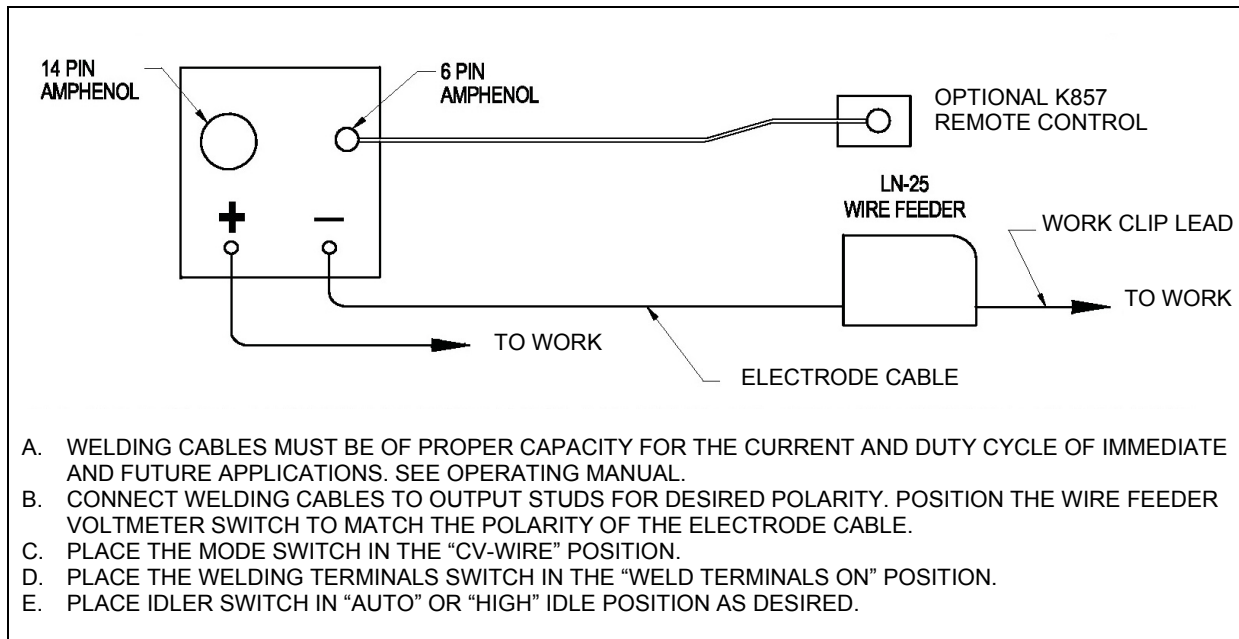 14 PIN
AMPHENOL
6 PIN
AMPHENOL
OPTIONAL K857
REMOTE CONTROL
LN-25
WIRE FEEDER
WORK CLIP LEAD
+
−
TO WORK
TO WORK
ELECTRODE CABLE
A. WELDING CABLES MUST BE OF PROPER CAPACITY FOR THE CURRENT AND DUTY CYCLE OF IMMEDIATE
AND FUTURE APPLICATIONS. SEE OPERATING MANUAL.
B. CONNECT WELDING CABLES TO OUTPUT STUDS FOR DESIRED POLARITY. POSITION THE WIRE FEEDER
VOLTMETER SWITCH TO MATCH THE POLARITY OF THE ELECTRODE CABLE.
C. PLACE THE MODE SWITCH IN THE “CV-WIRE” POSITION.
D. PLACE THE WELDING TERMINALS SWITCH IN THE “WELD TERMINALS ON” POSITION.
E. PLACE IDLER SWITCH IN “AUTO” OR “HIGH” IDLE POSITION AS DESIRED.